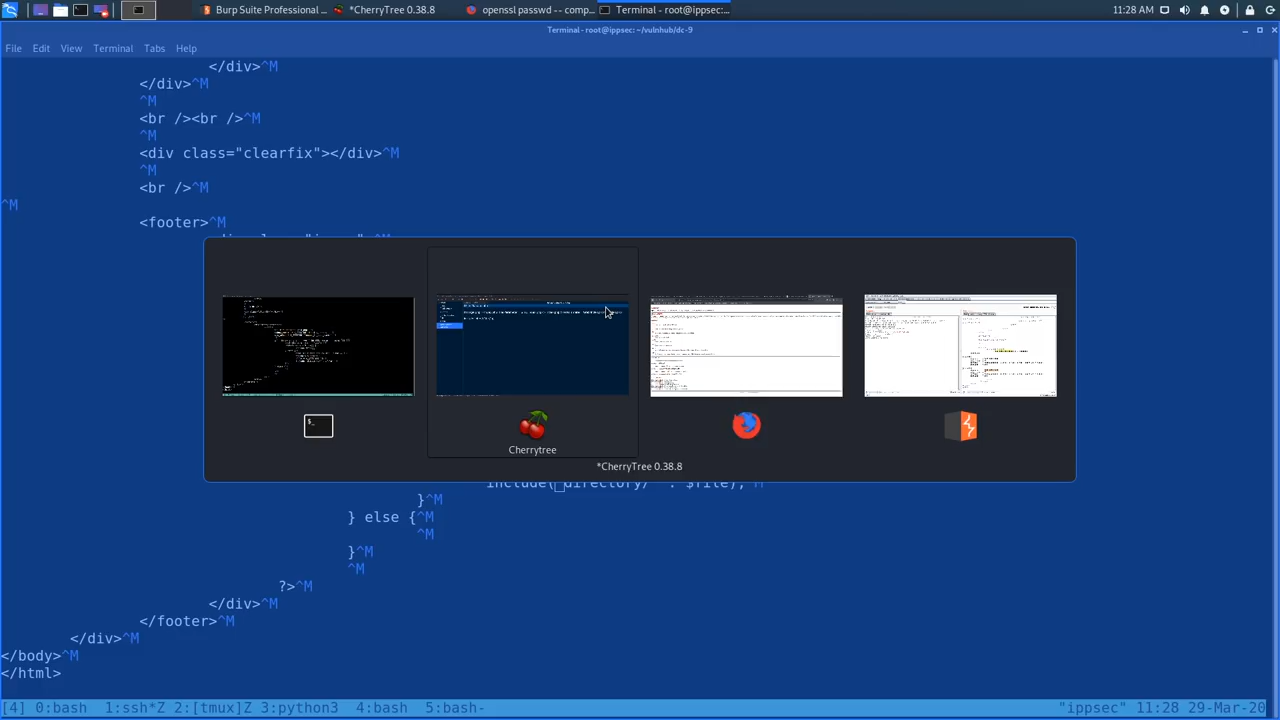 Burp Suite Professional ...
*CherryTree 0.38.8
openssl passwd -- comp...
Terminal - root@ippsec:...
11:28 AM
Terminal - root@ippsec: ~/vulnhub/dc-9
File Edit View Terminal Tabs Help
</div>^M
</div>^M
^M
<br /><br />^M
^M
<div class="clearfix"></div>^M
^M
<br />^M
^M
<footer>^M
Cherrytree
*CherryTree 0.38.8
include('directory/' . $file);^M
}^M
} else {^M
^M
}^M
^M
?>^M
</div>^M
</footer>^M
</div>^M
</body>^M
</html>
[4] 0:bash 1:ssh*Z 2:[tmux]Z 3:python3 4:bash 5:bash- "ippsec" 11:28 29-Mar-20